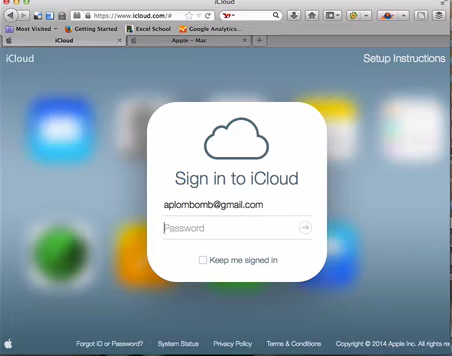 iCloud
https://www.icloud.com/#
Most Visited Getting Started Excel School Google Analytics...
iCloud Apple - Mac
iCloud Setup Instructions
Sign in to iCloud
aplombomb@gmail.com
Password
Keep me signed in
Forgot ID or Password? System Status Privacy Policy Terms & Conditions Copyright © 2014 Apple Inc. All rights re